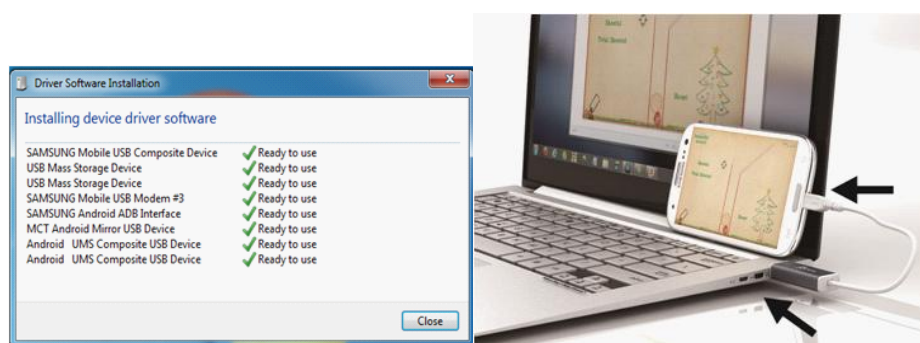 Driver Software Installation
Installing device driver software
SAMSUNG Mobile USB Composite Device Ready to use
USB Mass Storage Device Ready to use
USB Mass Storage Device Ready to use
SAMSUNG Mobile USB Modem #3 Ready to use
SAMSUNG Android ADB Interface Ready to use
MCT Android Mirror USB Device Ready to use
Android UMS Composite USB Device Ready to use
Android UMS Composite USB Device Ready to use
Close